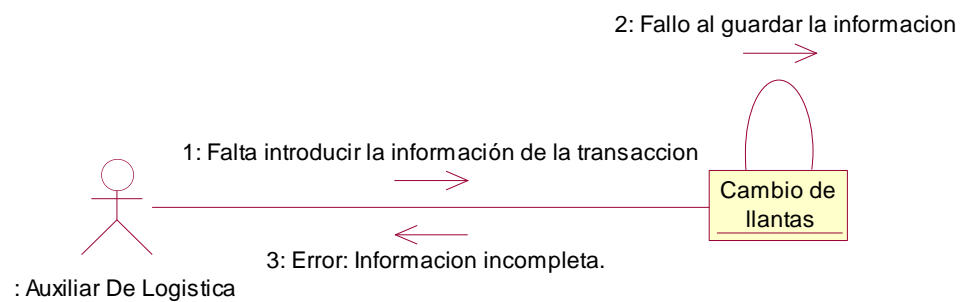 2: Fallo al guardar la informacion
1: Falta introducir la información de la transaccion
Cambio de
llantas
3: Error: Informacion incompleta.
: Auxiliar De Logistica